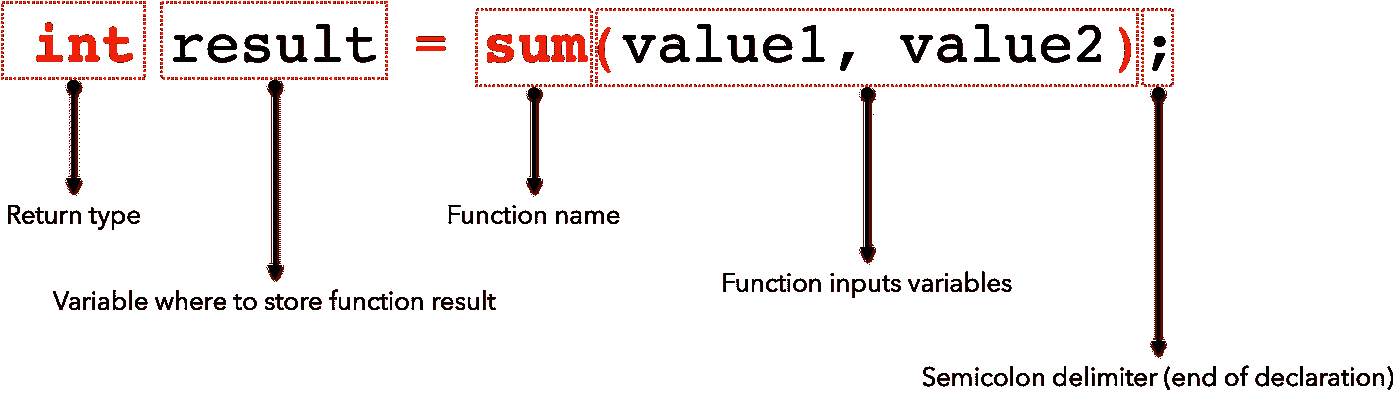 int result = sum(value1, value2);
Return type
Function name
Function inputs variables
Variable where to store function result
Semicolon delimiter (end of declaration)